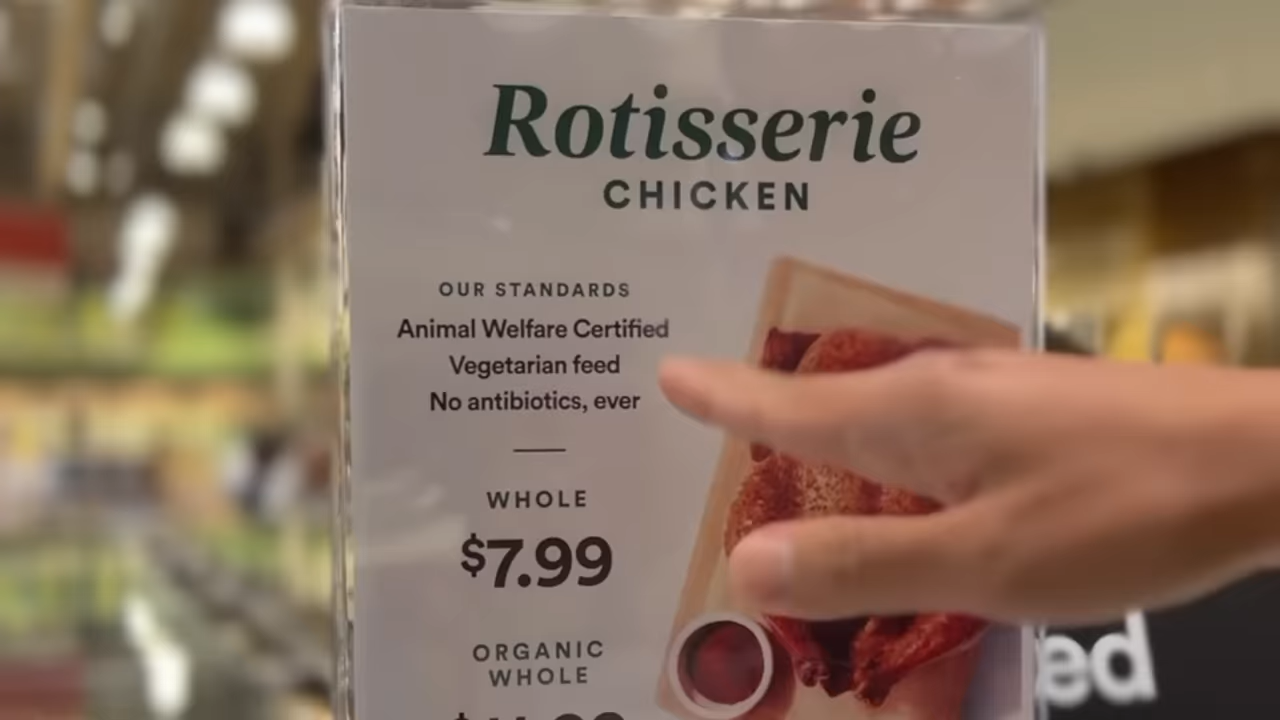 Rotisserie
CHICKEN
OUR STANDARDS
Animal Welfare Certified
Vegetarian feed
No antibiotics, ever
WHOLE
$7.99
ORGANIC
WHOLE
ed